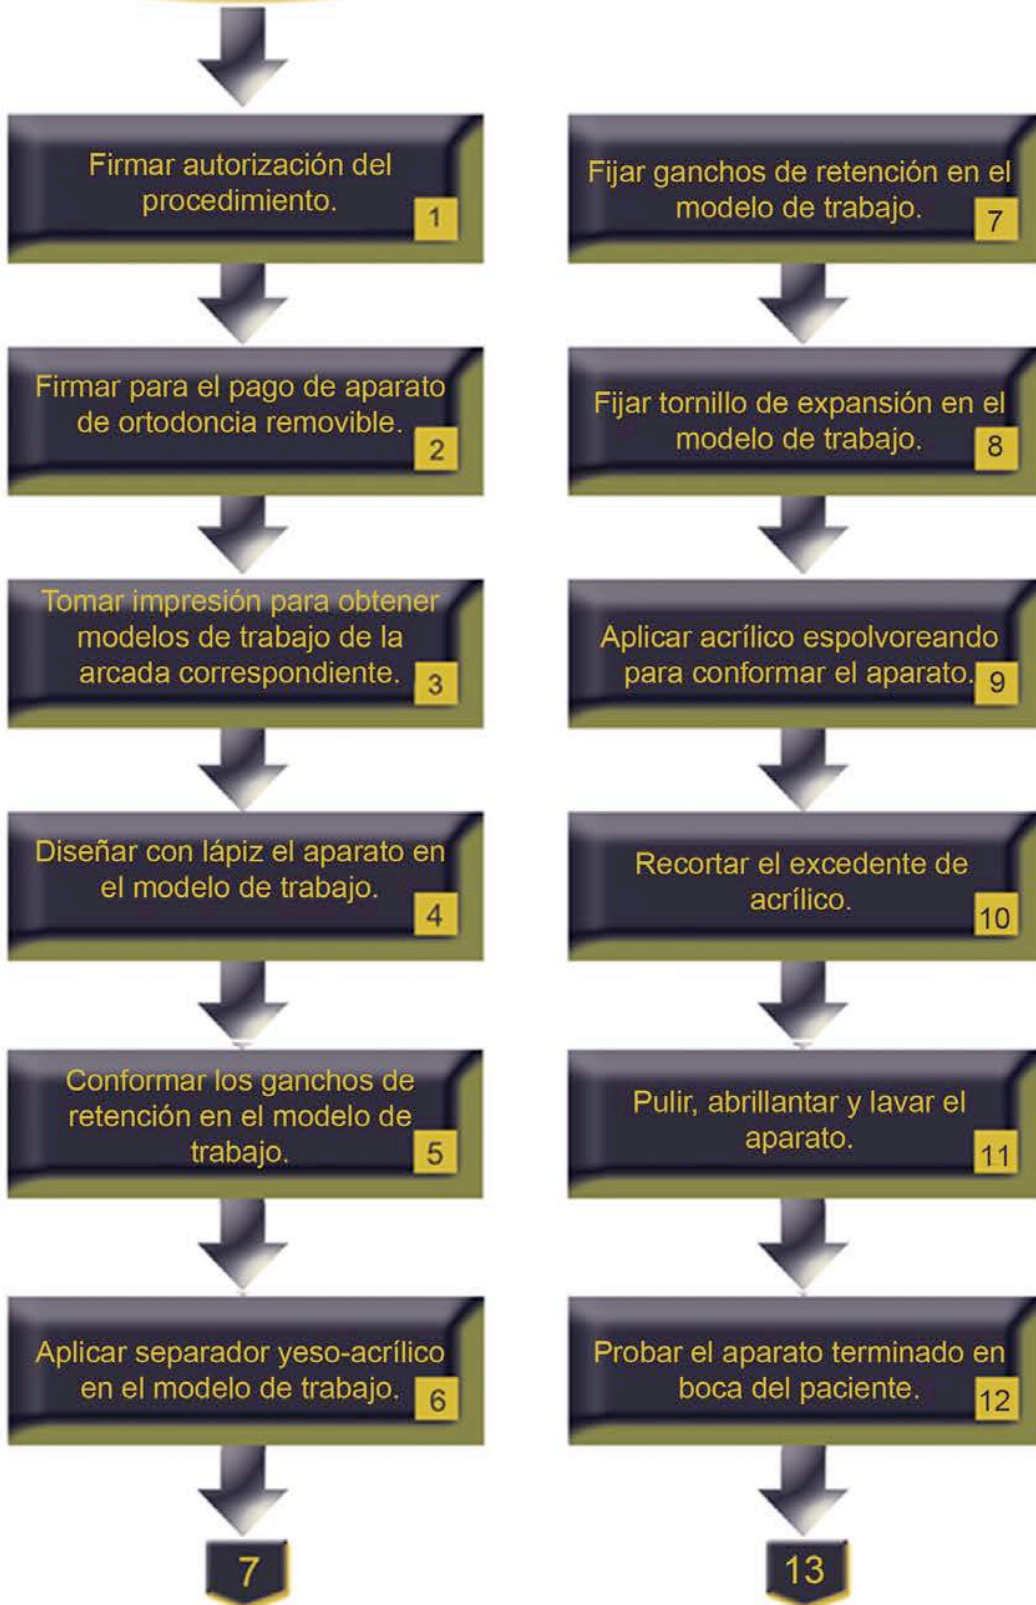 Firmar autorización del
procedimiento.
1
Firmar para el pago de aparato
de ortodoncia removible.
2
Tomar impresión para obtener
modelos de trabajo de la
arcada correspondiente.
3
Diseñar con lápiz el aparato en
el modelo de trabajo.
4
Conformar los ganchos de
retención en el modelo de
trabajo.
5
Aplicar separador yeso-acrílico
en el modelo de trabajo.
6
7
Fijar ganchos de retención en el
modelo de trabajo.
7
Fijar tornillo de expansión en el
modelo de trabajo.
8
Aplicar acrílico espolvoreando
para conformar el aparato.
9
Recortar el excedente de
acrílico.
10
Pulir, abrillantar y lavar el
aparato.
11
Probar el aparato terminado en
boca del paciente.
12
13